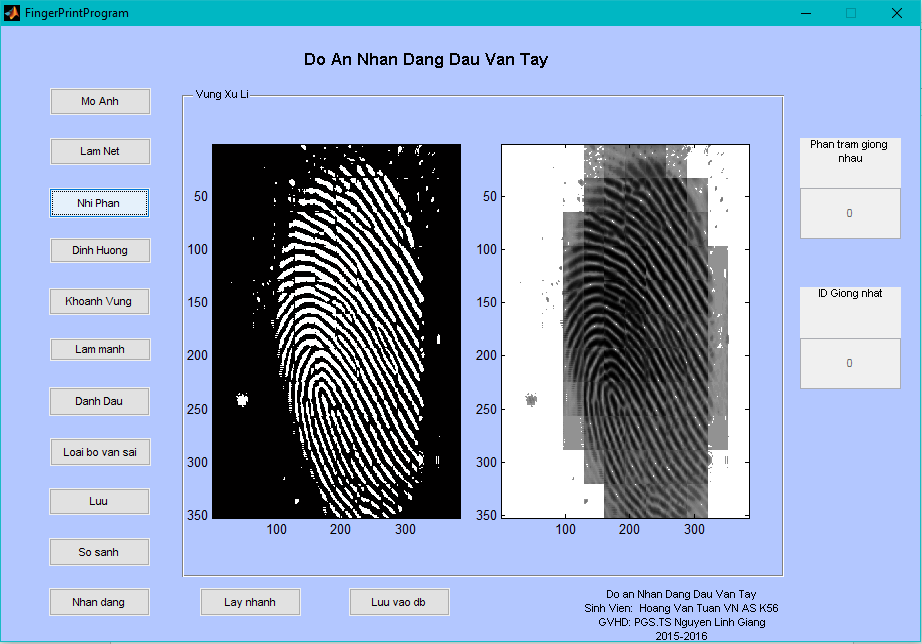 FingerPrintProgram
Do An Nhan Dang Dau Van Tay
Mo Anh
Lam Net
Nhi Phan
Dinh Huong
Khoanh Vung
Lam manh
Danh Dau
Loai bo van sai
Luu
So sanh
Nhan dang
Vung Xu Li
50
100
150
200
250
300
350
100 200 300
50
100
150
200
250
300
350
100 200 300
Phan tram giong
nhau
0
ID Giong nhat
0
Lay nhanh
Luu vao db
Do an Nhan Dang Dau Van Tay
Sinh Vien: Hoang Van Tuan VN AS K56
GVHD: PGS.TS Nguyen Linh Giang
2015-2016